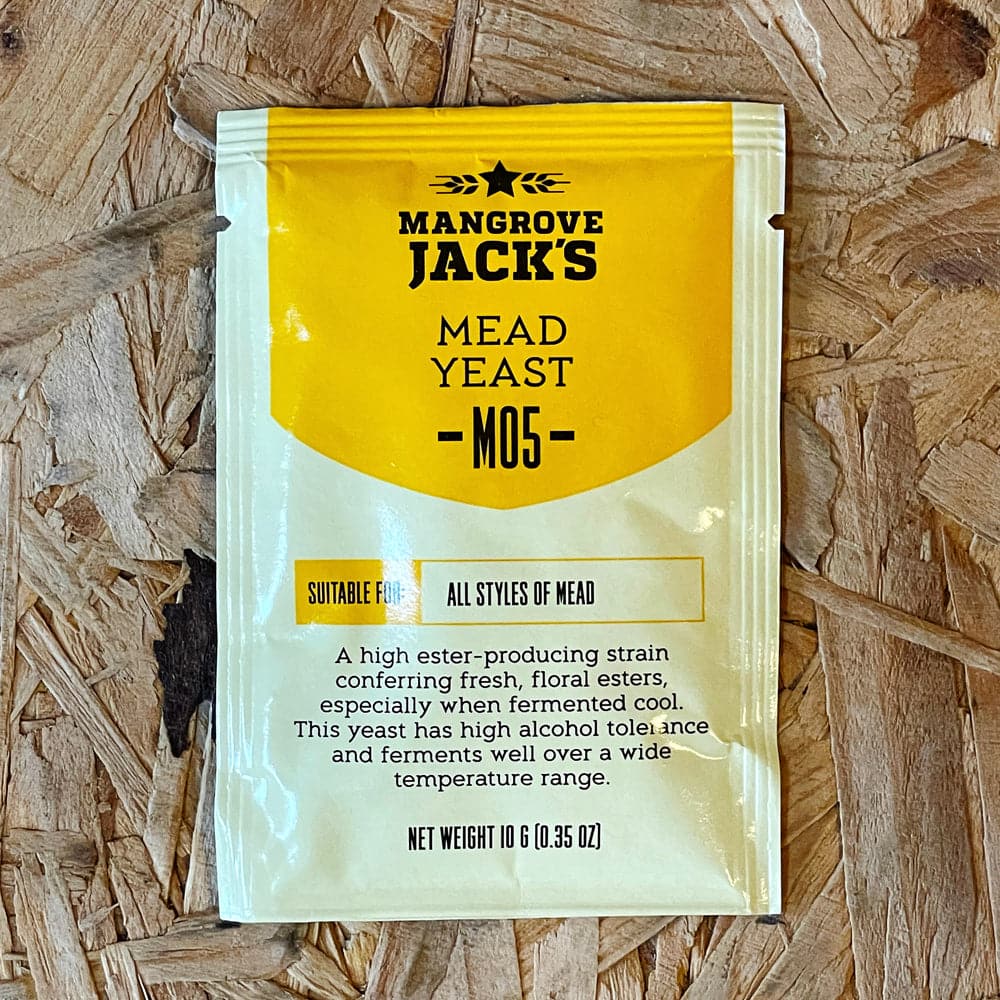 MANGROVE
JACK'S
MEAD
YEAST
-M05-
SUITABLE FOR: ALL STYLES OF MEAD
A high ester-producing strain
conferring fresh, floral esters,
especially when fermented cool.
This yeast has high alcohol tolerance
and ferments well over a wide
temperature range.
NET WEIGHT 10 G (0.35 OZ)